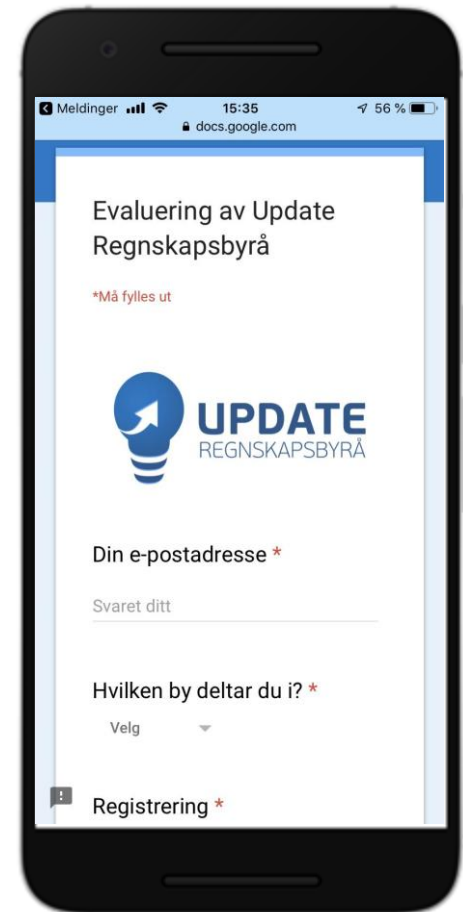 Meldinger 15:35 56 %
docs.google.com
Evaluering av Update
Regnskapsbyrå
*Må fylles ut
UPDATE
REGNSKAPSBYRÅ
Din e-postadresse *
Svaret ditt
Hvilken by deltar du i? *
Velg
Registrering *